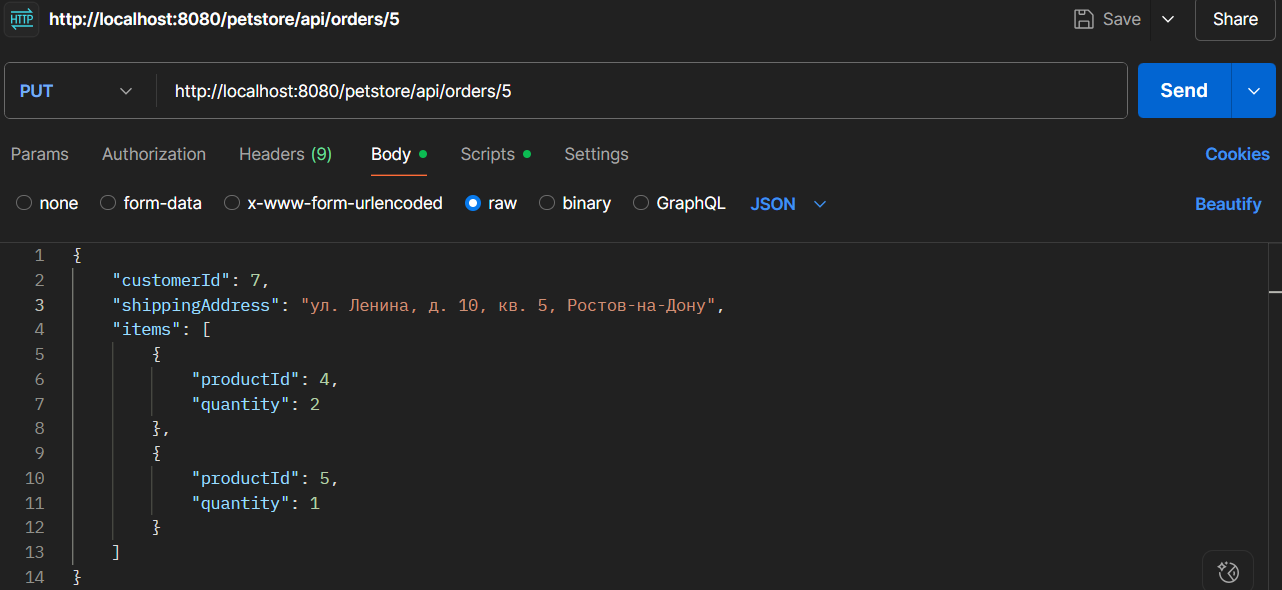 HTTP http://localhost:8080/petstore/api/orders/5 Save Share
PUT http://localhost:8080/petstore/api/orders/5 Send
Params Authorization Headers (9) Body Scripts Settings Cookies
none form-data x-www-form-urlencoded raw binary GraphQL JSON Beautify
1 {
2 "customerId": 7,
3 "shippingAddress": "ул. Ленина, д. 10, кв. 5, Ростов-на-Дону",
4 "items": [
5 {
6 "productId": 4,
7 "quantity": 2
8 },
9 {
10 "productId": 5,
11 "quantity": 1
12 }
13 ]
14 }